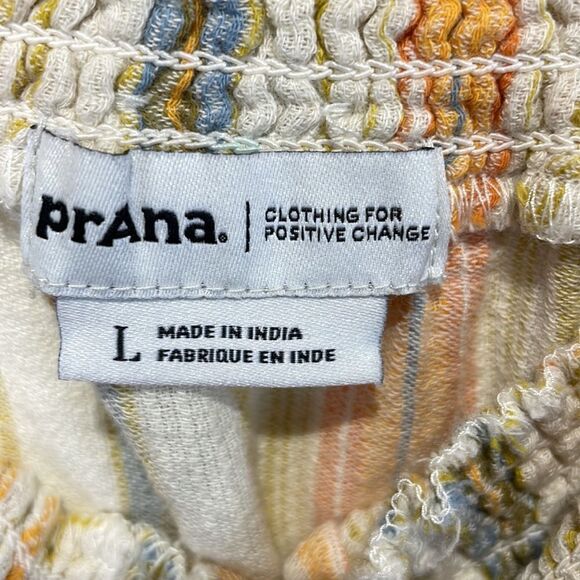 prAna.
CLOTHING FOR
POSITIVE CHANGE
L
MADE IN INDIA
FABRIQUE EN INDE